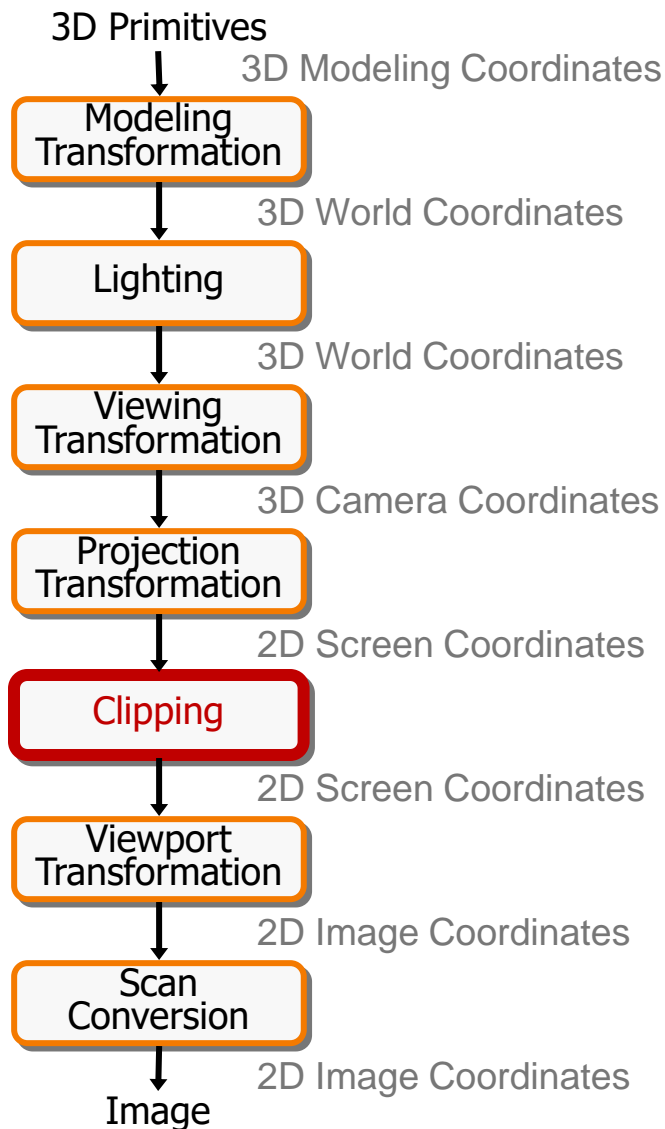 3D Primitives
3D Modeling Coordinates
Modeling
Transformation
3D World Coordinates
Lighting
3D World Coordinates
Viewing
Transformation
3D Camera Coordinates
Projection
Transformation
2D Screen Coordinates
Clipping
2D Screen Coordinates
Viewport
Transformation
2D Image Coordinates
Scan
Conversion
2D Image Coordinates
Image